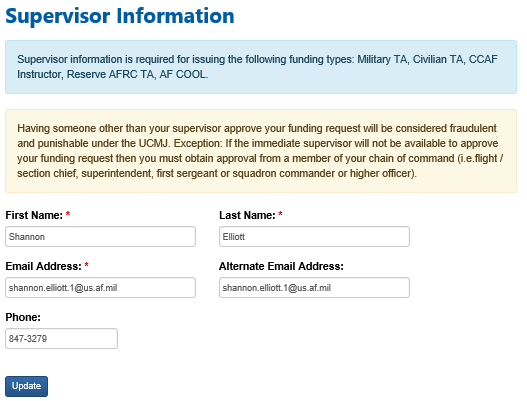 Supervisor Information
Supervisor information is required for issuing the following funding types: Military TA, Civilian TA, CCAF
Instructor, Reserve AFRC TA, AF COOL.
Having someone other than your supervisor approve your funding request will be considered fraudulent
and punishable under the UCMJ. Exception: If the immediate supervisor will not be available to approve
your funding request then you must obtain approval from a member of your chain of command (i.e.flight /
section chief, superintendent, first sergeant or squadron commander or higher officer).
First Name: * Last Name: *
Shannon Elliott
Email Address: * Alternate Email Address:
shannon.elliott.1@us.af.mil shannon.elliott.1@us.af.mil
Phone:
847-3279
Update